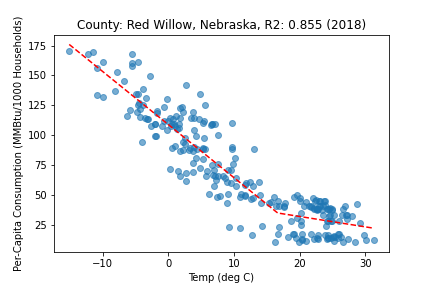 County: Red Willow, Nebraska, R2: 0.855 (2018)
Per-Capita Consumption (MMBtu/1000 Households)
175
150
125
100
75
50
25
−10 0 10 20 30
Temp (deg C)